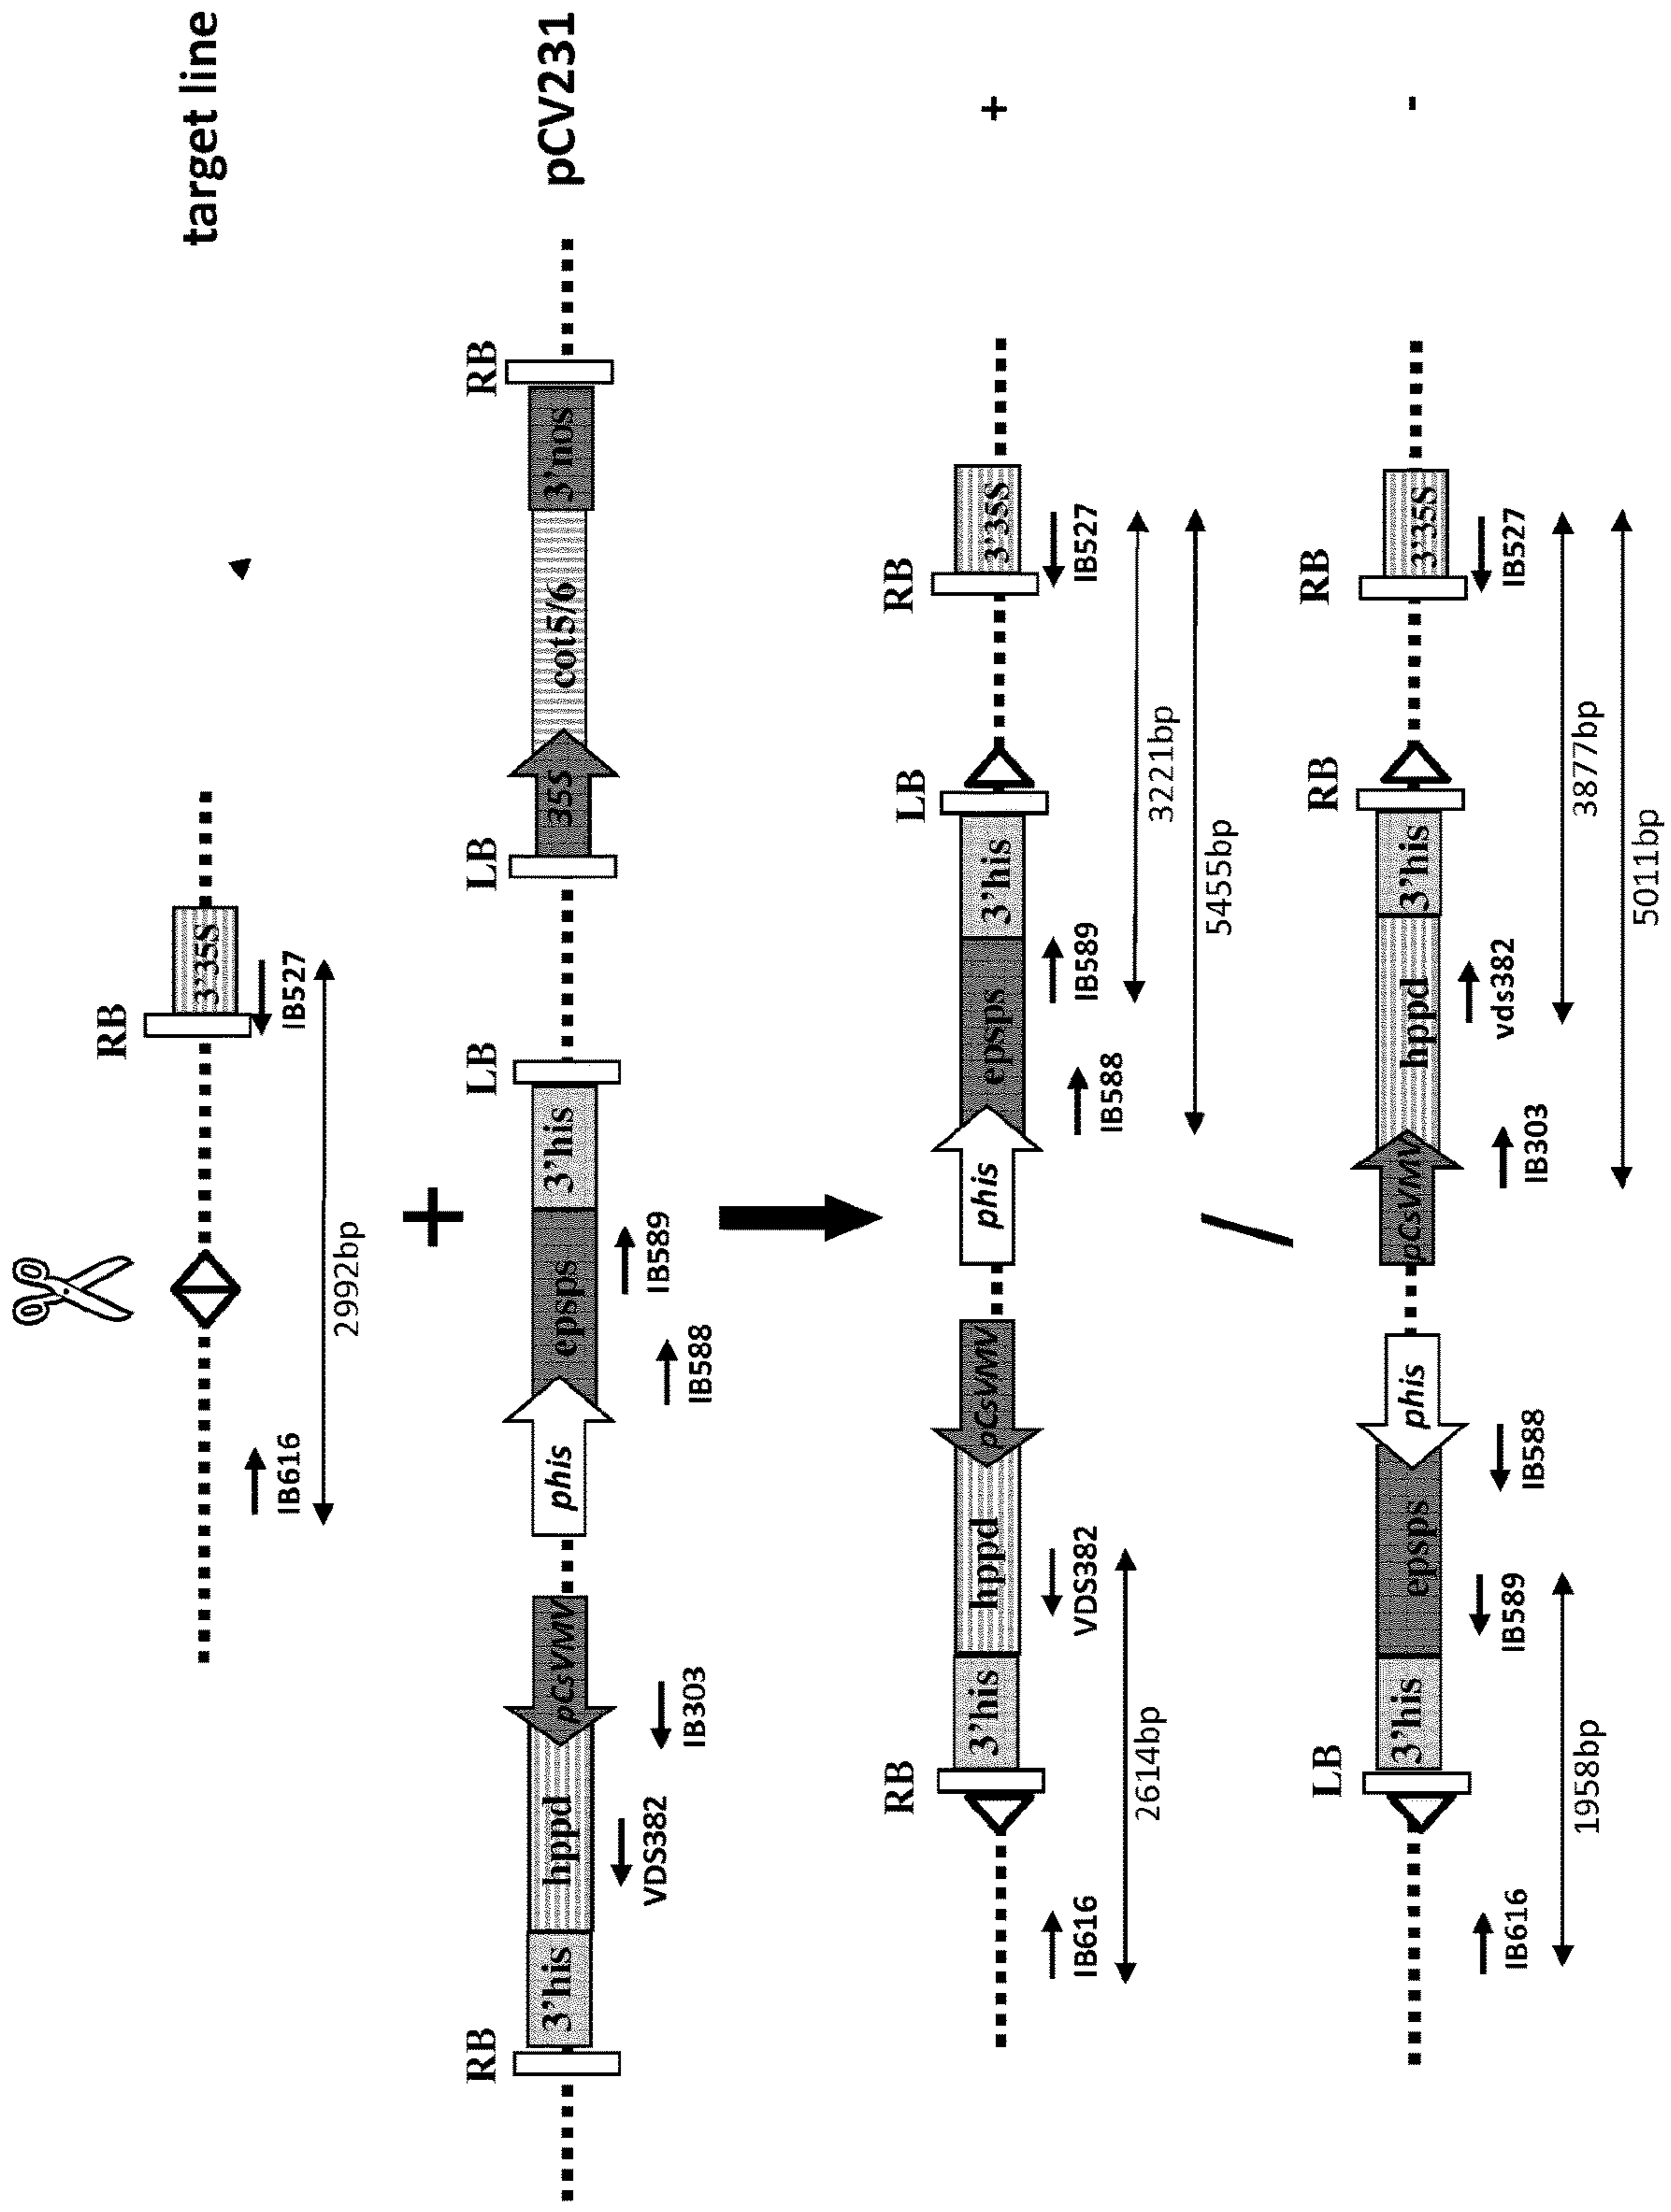 target line
RB
3'35S
IB616
IB527
2992bp
+
pCV231
RB
LB
LB
RB
3'his
hppd
pCsVMV
phis
epsps
3'his
35S
cot5/6
3'nos
VDS382
IB303
IB588
IB589
+
RB
LB
RB
3'his
hppd
pCsVMV
phis
epsps
3'his
3'35S
IB616
VDS382
IB588
IB589
IB527
2614bp
3221bp
5455bp
/
-
LB
RB
RB
3'his
epsps
phis
pCsVMV
hppd
3'his
3'35S
IB616
IB589
IB588
IB303
vds382
IB527
1958bp
3877bp
5011bp